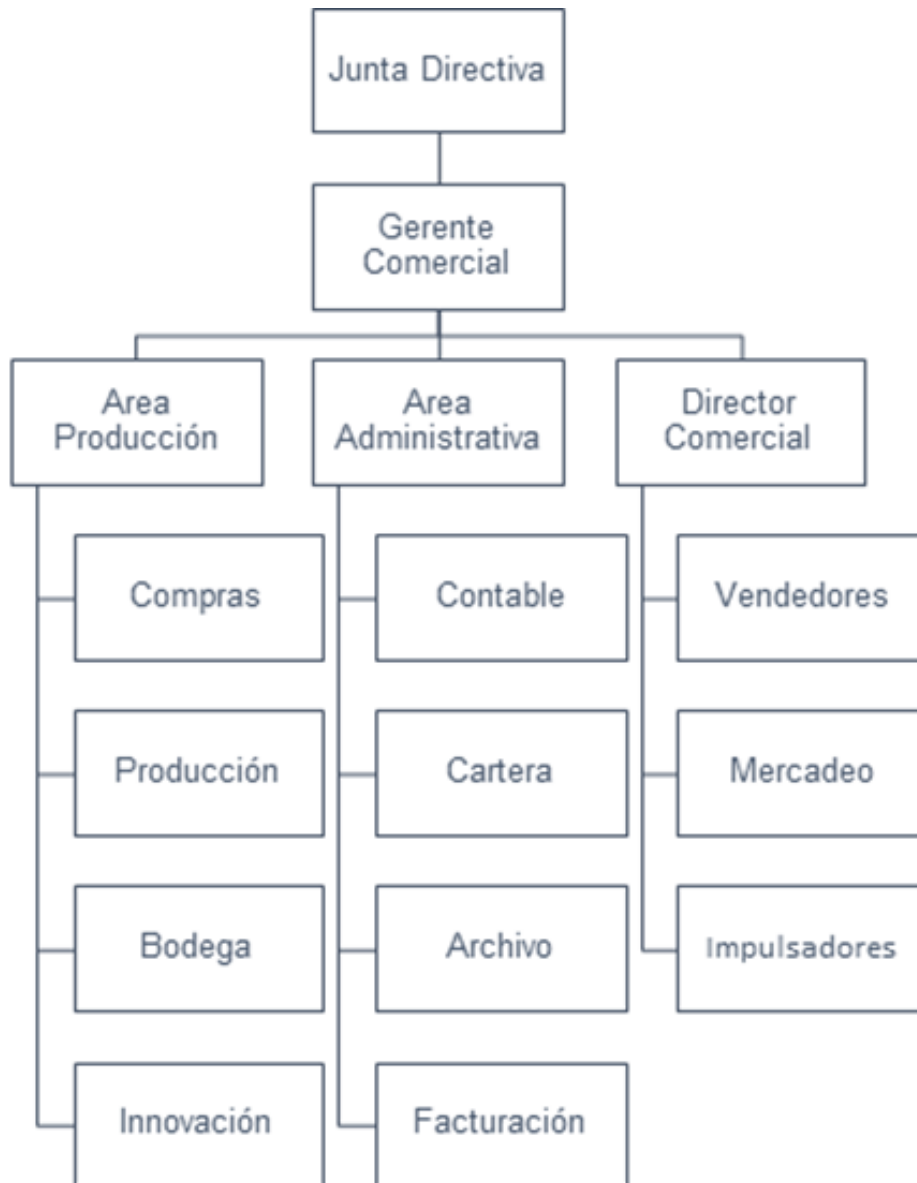 Junta Directiva
Gerente
Comercial
Area
Producción
Area
Administrativa
Director
Comercial
Compras
Contable
Vendedores
Producción
Cartera
Mercadeo
Bodega
Archivo
Impulsadores
Innovación
Facturación